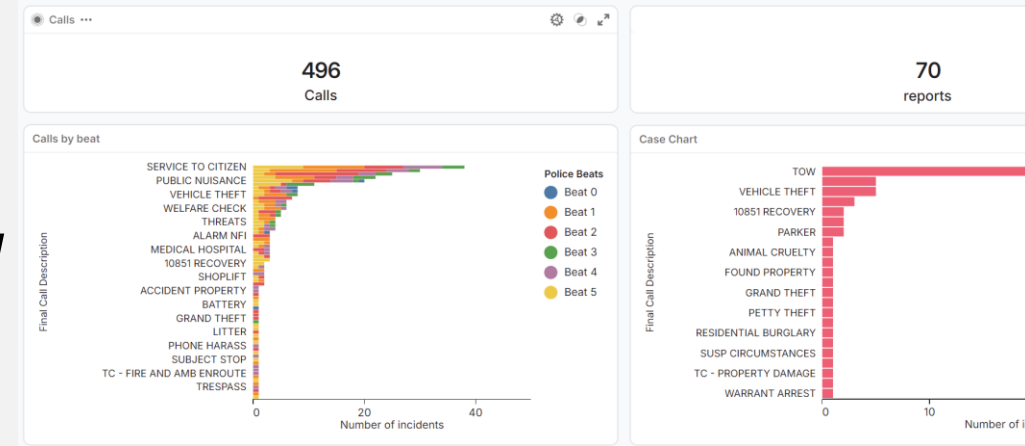 Calls •••
496
Calls
70
reports
Calls by beat
Final Call Description
SERVICE TO CITIZEN
PUBLIC NUISANCE
VEHICLE THEFT
WELFARE CHECK
THREATS
ALARM NFI
MEDICAL HOSPITAL
10851 RECOVERY
SHOPLIFT
ACCIDENT PROPERTY
BATTERY
GRAND THEFT
LITTER
PHONE HARASS
SUBJECT STOP
TC - FIRE AND AMB ENROUTE
TRESPASS
0 20 40
Number of incidents
Police Beats
Beat 0
Beat 1
Beat 2
Beat 3
Beat 4
Beat 5
Case Chart
Final Call Description
TOW
VEHICLE THEFT
10851 RECOVERY
PARKER
ANIMAL CRUELTY
FOUND PROPERTY
GRAND THEFT
PETTY THEFT
RESIDENTIAL BURGLARY
SUSP CIRCUMSTANCES
TC - PROPERTY DAMAGE
WARRANT ARREST
0 10
Number of i